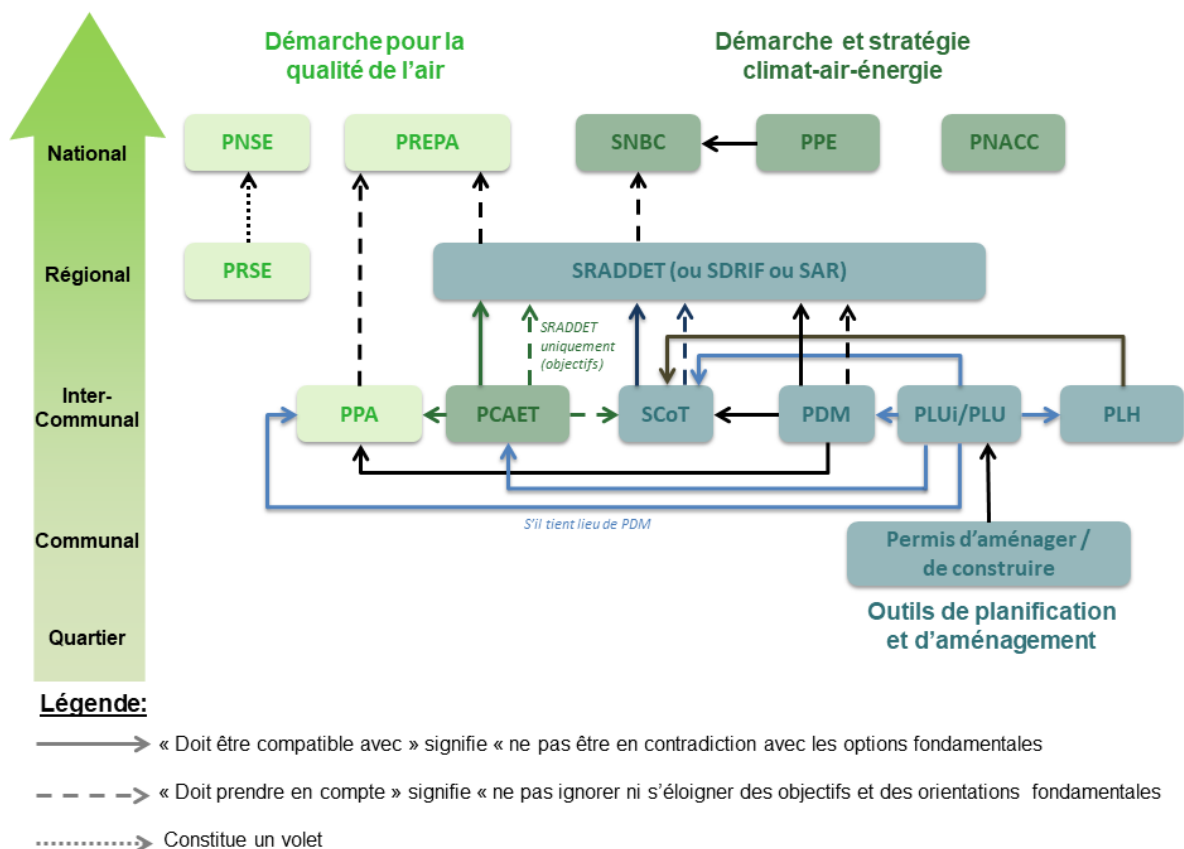 Démarche pour la
qualité de l'air
Démarche et stratégie
climat-air-énergie
National
PNSE
PREPA
SNBC
PPE
PNACC
Régional
PRSE
SRADDET (ou SDRIF ou SAR)
SRADDET
uniquement
(objectifs)
Inter-
Communal
PPA
PCAET
SCoT
PDM
PLUi/PLU
PLH
S'il tient lieu de PDM
Communal
Permis d'aménager /
de construire
Quartier
Outils de planification
et d'aménagement
Légende:
« Doit être compatible avec » signifie « ne pas être en contradiction avec les options fondamentales
« Doit prendre en compte » signifie « ne pas ignorer ni s'éloigner des objectifs et des orientations fondamentales
Constitue un volet